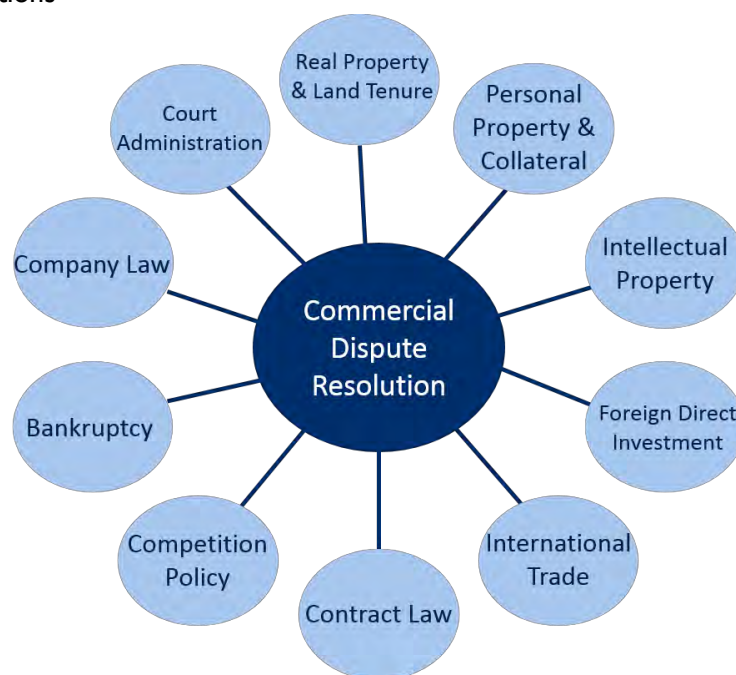 Real Property
& Land Tenure
Personal
Property &
Collateral
Intellectual
Property
Foreign Direct
Investment
International
Trade
Contract Law
Competition
Policy
Bankruptcy
Company Law
Court
Administration
Commercial
Dispute
Resolution